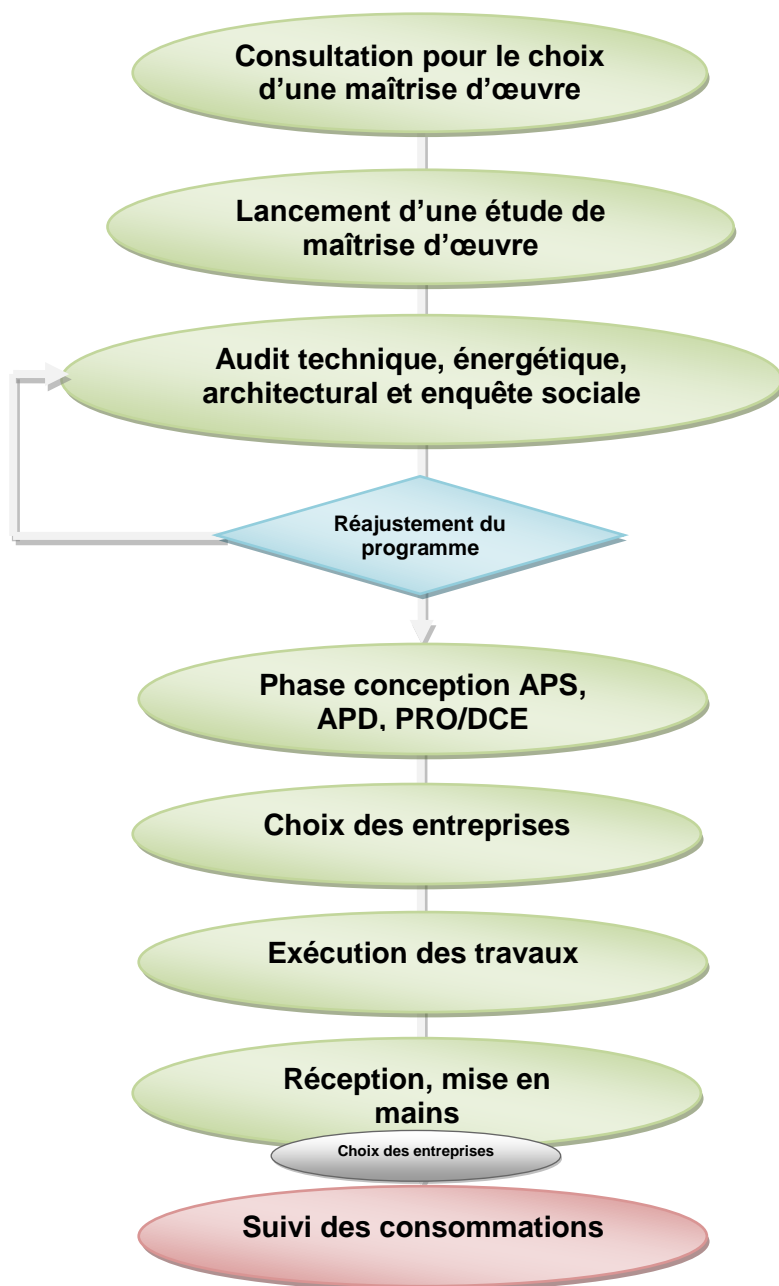 Consultation pour le choix
d’une maîtrise d’œuvre
Lancement d’une étude de
maîtrise d’œuvre
Audit technique, énergétique,
architectural et enquête sociale
Réajustement du
programme
Phase conception APS,
APD, PRO/DCE
Choix des entreprises
Exécution des travaux
Réception, mise en
mains
Choix des entreprises
Suivi des consommations